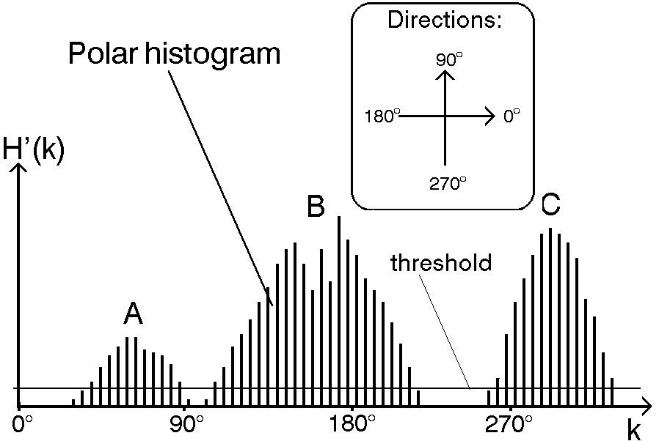 Directions:
90°
180°
0°
270°
Polar histogram
H'(k)
B
C
threshold
A
0°
90°
180°
270°
k